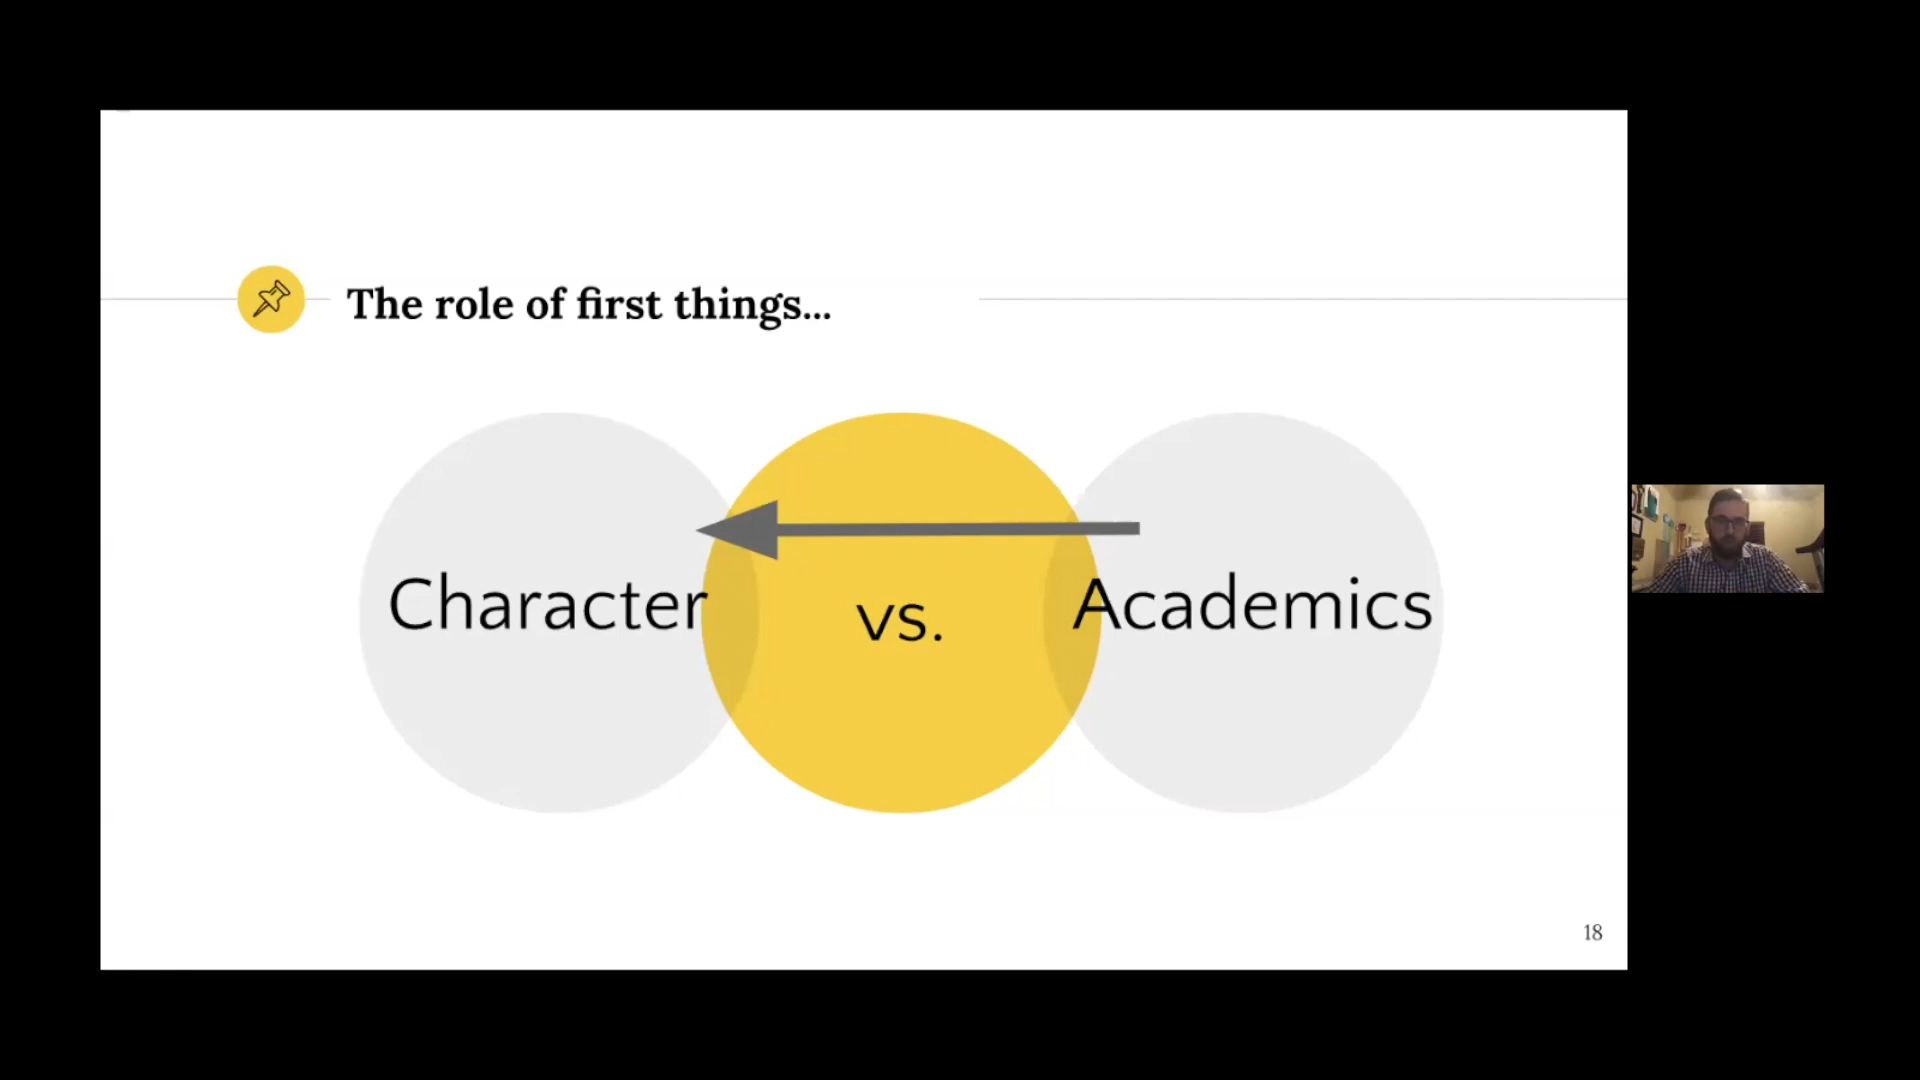 The role of first things...
Character
vs.
Academics
18